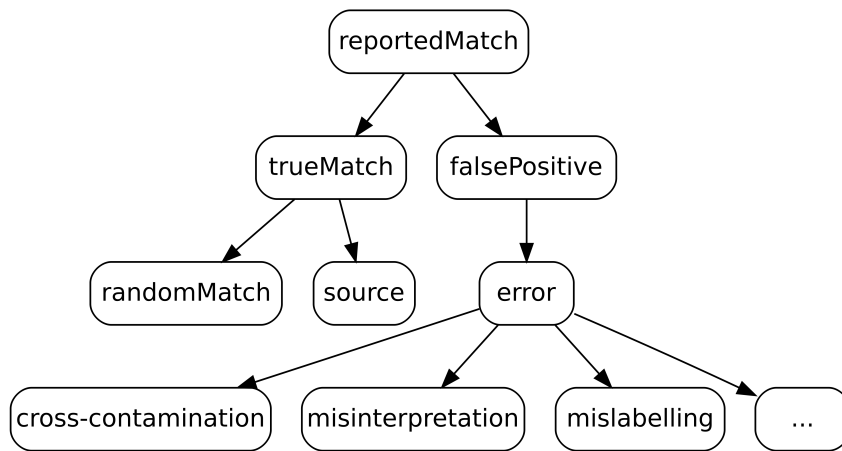 reportedMatch
trueMatch
falsePositive
randomMatch
source
error
cross-contamination
misinterpretation
mislabelling
...